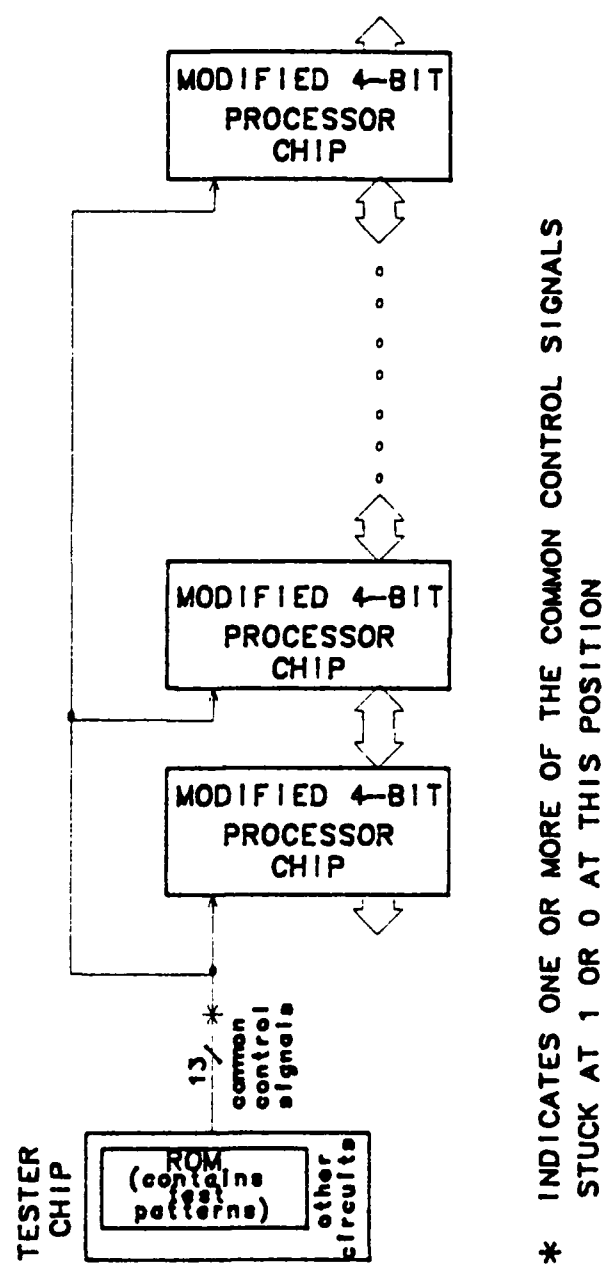 MODIFIED 4-BIT
PROCESSOR
CHIP
MODIFIED 4-BIT
PROCESSOR
CHIP
MODIFIED 4-BIT
PROCESSOR
CHIP
13
common
control
signals
TESTER
CHIP
ROM
(contains
test
patterns)
other
circuits
* INDICATES ONE OR MORE OF THE COMMON CONTROL SIGNALS
STUCK AT 1 OR 0 AT THIS POSITION